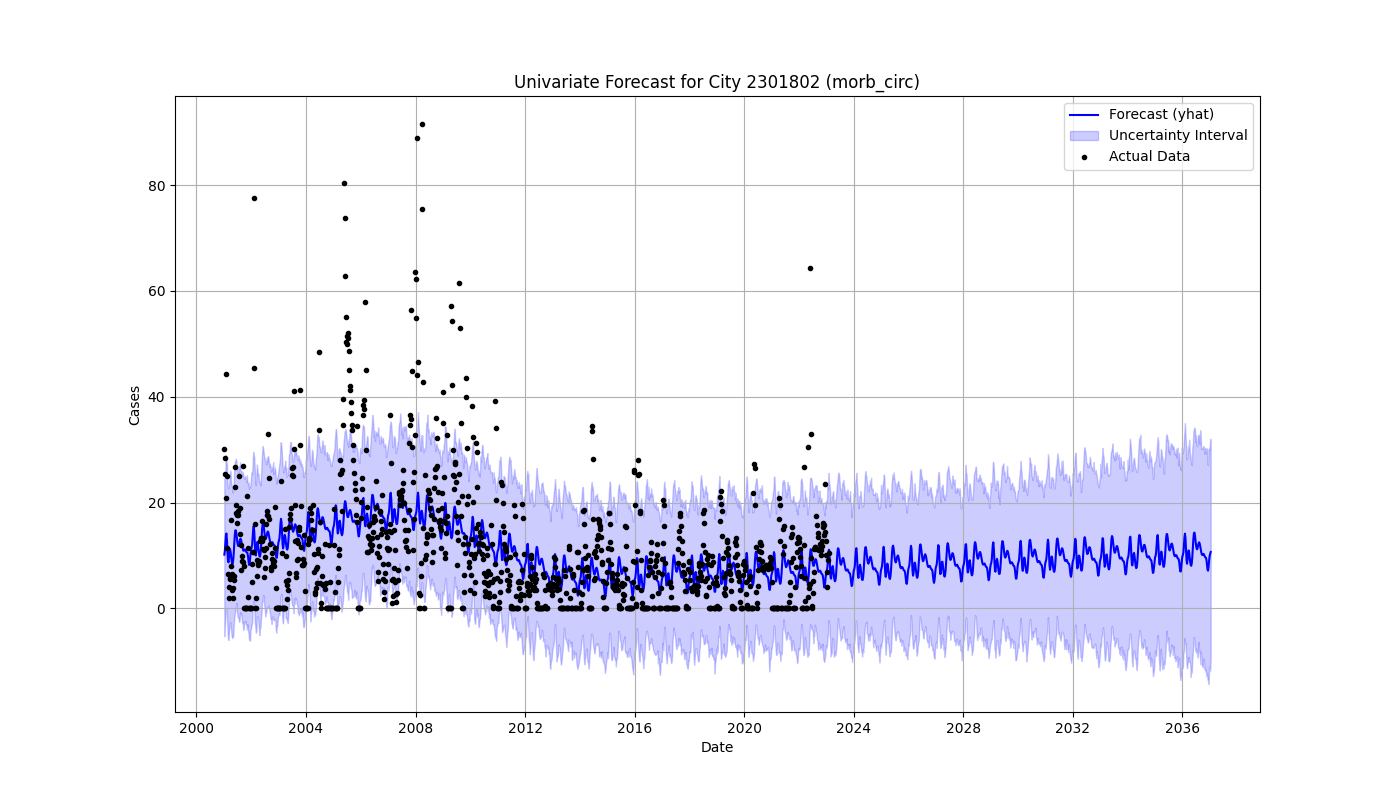 Univariate Forecast for City 2301802 (morb_circ)
Forecast (yhat)
Uncertainty Interval
Actual Data
80
60
40
20
0
Cases
2000 2004 2008 2012 2016 2020 2024 2028 2032 2036
Date